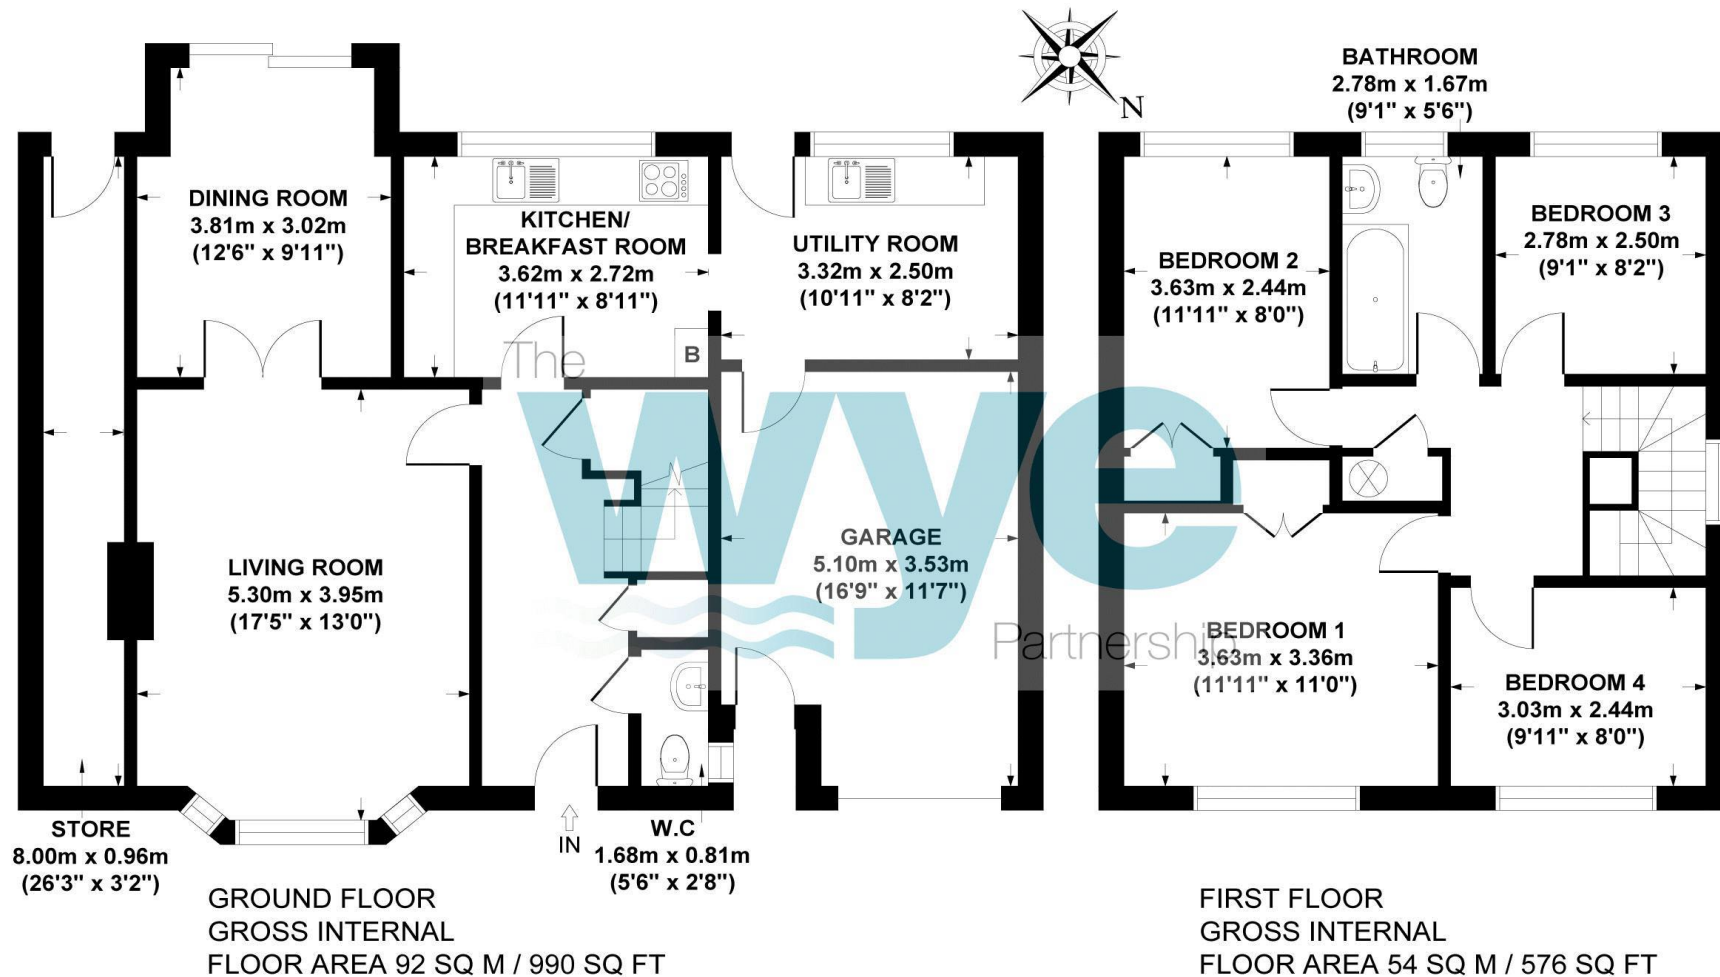 DINING ROOM
3.81m x 3.02m
(12'6" x 9'11")
KITCHEN/
BREAKFAST ROOM
3.62m x 2.72m
(11'11" x 8'11")
B
UTILITY ROOM
3.32m x 2.50m
(10'11" x 8'2")
LIVING ROOM
5.30m x 3.95m
(17'5" x 13'0")
GARAGE
5.10m x 3.53m
(16'9" x 11'7")
STORE
8.00m x 0.96m
(26'3" x 3'2")
IN
W.C
1.68m x 0.81m
(5'6" x 2'8")
GROUND FLOOR
GROSS INTERNAL
FLOOR AREA 92 SQ M / 990 SQ FT
The
wye
Partnership
N
BATHROOM
2.78m x 1.67m
(9'1" x 5'6")
BEDROOM 2
3.63m x 2.44m
(11'11" x 8'0")
BEDROOM 3
2.78m x 2.50m
(9'1" x 8'2")
BEDROOM 1
3.63m x 3.36m
(11'11" x 11'0")
BEDROOM 4
3.03m x 2.44m
(9'11" x 8'0")
FIRST FLOOR
GROSS INTERNAL
FLOOR AREA 54 SQ M / 576 SQ FT